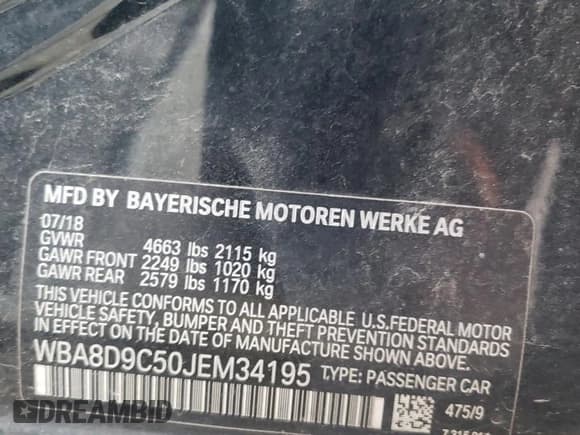 MFD BY BAYERISCHE MOTOREN WERKE AG
07/18
GVWR 4663 lbs 2115 kg
GAWR FRONT 2249 lbs 1020 kg
GAWR REAR 2579 lbs 1170 kg
THIS VEHICLE CONFORMS TO ALL APPLICABLE U.S.FEDERAL MOTOR
VEHICLE SAFETY, BUMPER AND THEFT PREVENTION STANDARDS
IN EFFECT ON THE DATE OF MANUFACTURE SHOWN ABOVE.
WBA8D9C50JEM34195 TYPE: PASSENGER CAR
475/9
DREAMBID